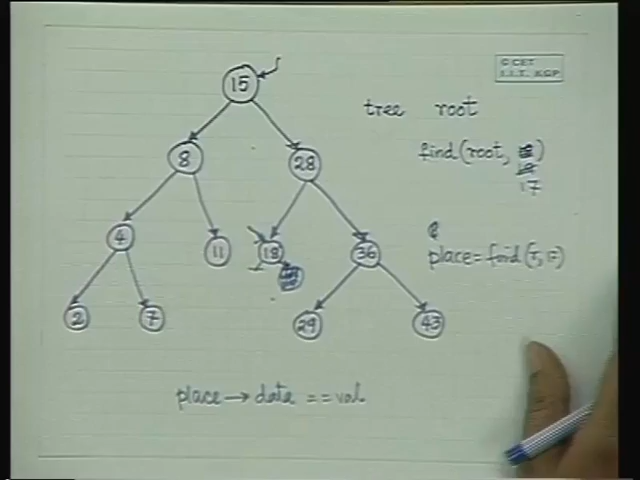 © CET
I.I.T. KGP
15
tree root
find(root,
17
8
28
4
11
18
36
place=find(r,17)
2
7
29
43
place → data == val